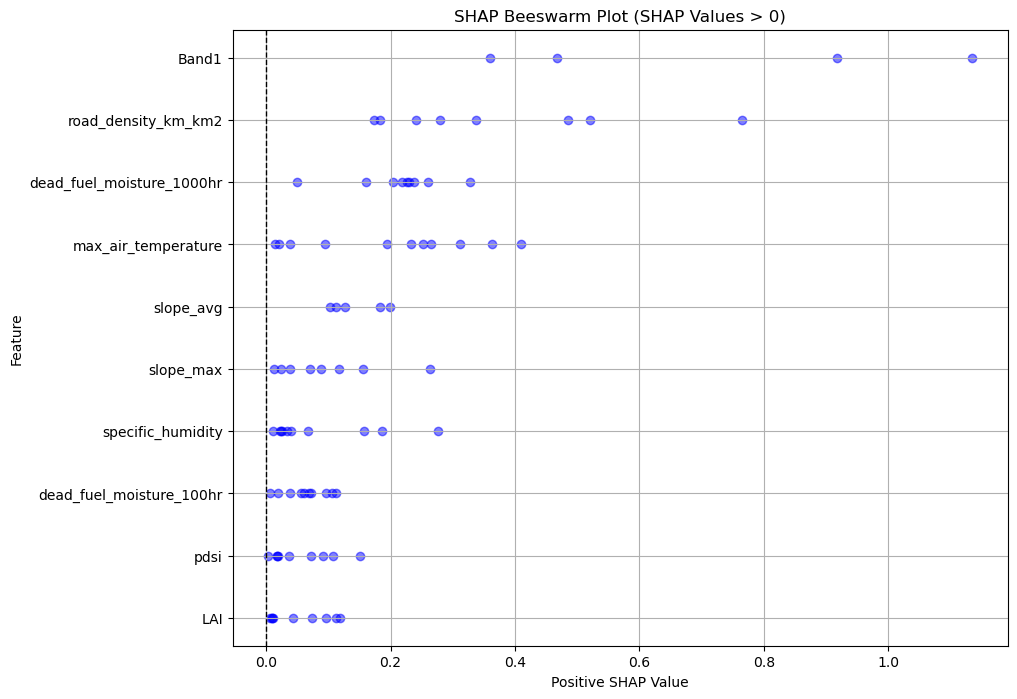 SHAP Beeswarm Plot (SHAP Values > 0)
Band1
road_density_km_km2
dead_fuel_moisture_1000hr
max_air_temperature
slope_avg
slope_max
specific_humidity
dead_fuel_moisture_100hr
pdsi
LAI
Feature
0.0 0.2 0.4 0.6 0.8 1.0
Positive SHAP Value